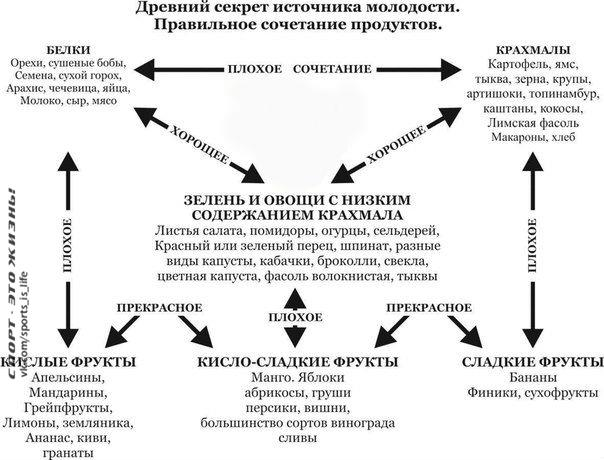 Древний секрет источника молодости.
Правильное сочетание продуктов.
БЕЛКИ
Орехи, сушеные бобы,
Семена, сухой горох,
Арахис, чечевица, яйца,
Молоко, сыр, мясо
ПЛОХОЕ СОЧЕТАНИЕ
КРАХМАЛЫ
Картофель, ямс,
тыква, зерна, крупы,
артишоки, топинамбур,
каштаны, кокосы,
Лимская фасоль
Макароны, хлеб
ХОРОШЕЕ
ХОРОШЕЕ
ЗЕЛЕНЬ И ОВОЩИ С НИЗКИМ
СОДЕРЖАНИЕМ КРАХМАЛА
Листья салата, помидоры, огурцы, сельдерей,
Красный или зеленый перец, шпинат, разные
виды капусты, кабачки, броколли, свекла,
цветная капуста, фасоль волокнистая, тыквы
ПЛОХОЕ
ПЛОХОЕ
ПРЕКРАСНОЕ
ПЛОХОЕ
ПРЕКРАСНОЕ
КИСЛЫЕ ФРУКТЫ
Апельсины,
Мандарины,
Грейпфрукты,
Лимоны, земляника,
Ананас, киви,
гранаты
КИСЛО-СЛАДКИЕ ФРУКТЫ
Манго. Яблоки
абрикосы, груши
персики, вишни,
большинство сортов винограда
сливы
СЛАДКИЕ ФРУКТЫ
Бананы
Финики, сухофрукты
СПОРТ - ЭТО ЖИЗНЬ!
vk.com/sports_is_life